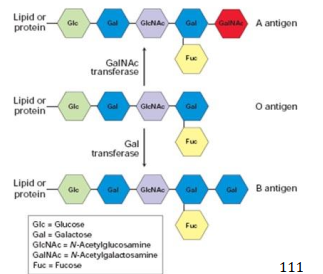 Lipid or
protein
Glc
Gal
GlcNAc
Gal
GalNAc
A antigen
Fuc
GalNAc
transferase
Lipid or
protein
Glc
Gal
GlcNAc
Gal
O antigen
Fuc
Gal
transferase
Lipid or
protein
Glc
Gal
GlcNAc
Gal
Gal
B antigen
Fuc
Glc = Glucose
Gal = Galactose
GlcNAc = N-Acetylglucosamine
GalNAc = N-Acetylgalactosamine
Fuc = Fucose
111